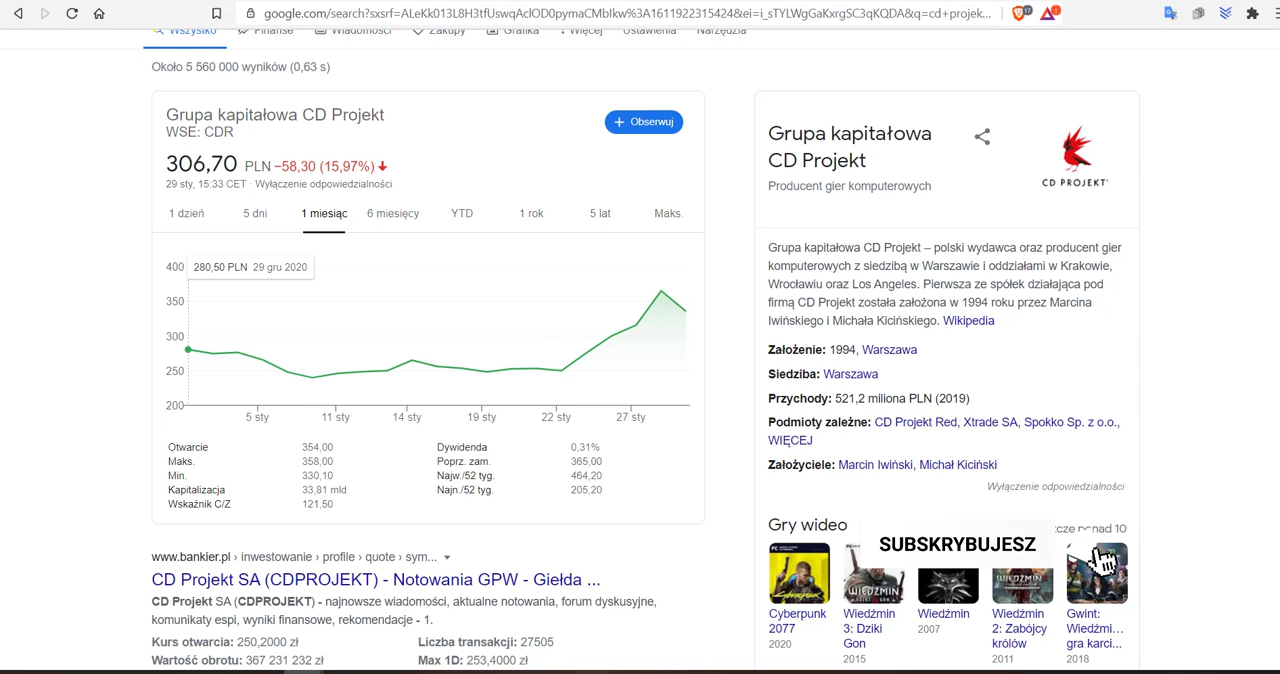 google.com/search?sxsrf=ALeKk013L8H3tfUswqAclOD0pymaCMbIkw%3A1611922315424&ei=i_sTYLWgGaKxrgSC3qKQDA&q=cd+projek...
17
1
Wszystko Finanse Wiadomości Zakupy Grafika Więcej Ustawienia Narzędzia
Około 5 560 000 wyników (0,63 s)
Grupa kapitałowa CD Projekt
WSE: CDR
+ Obserwuj
306,70 PLN −58,30 (15,97%)
29 sty, 15:33 CET · Wyłączenie odpowiedzialności
1 dzień 5 dni 1 miesiąc 6 miesięcy YTD 1 rok 5 lat Maks.
280,50 PLN 29 gru 2020
400
350
300
250
200
5 sty 11 sty 14 sty 19 sty 22 sty 27 sty
Otwarcie 354,00 Dywidenda 0,31%
Maks. 358,00 Poprz. zam. 365,00
Min. 330,10 Najw./52 tyg. 464,20
Kapitalizacja 33,81 mld Najn./52 tyg. 205,20
Wskaźnik C/Z 121,50
www.bankier.pl › inwestowanie › profile › quote › sym...
CD Projekt SA (CDPROJEKT) - Notowania GPW - Giełda ...
CD Projekt SA (CDPROJEKT) - najnowsze wiadomości, aktualne notowania, forum dyskusyjne,
komunikaty espi, wyniki finansowe, rekomendacje - 1.
Kurs otwarcia: 250,2000 zł Liczba transakcji: 27505
Wartość obrotu: 367 231 232 zł Max 1D: 253,4000 zł
Grupa kapitałowa
CD Projekt
Producent gier komputerowych
CD PROJEKT
Grupa kapitałowa CD Projekt – polski wydawca oraz producent gier
komputerowych z siedzibą w Warszawie i oddziałami w Krakowie,
Wrocławiu oraz Los Angeles. Pierwsza ze spółek działająca pod
firmą CD Projekt została założona w 1994 roku przez Marcina
Iwińskiego i Michała Kicińskiego. Wikipedia
Założenie: 1994, Warszawa
Siedziba: Warszawa
Przychody: 521,2 miliona PLN (2019)
Podmioty zależne: CD Projekt Red, Xtrade SA, Spokko Sp. z o.o.,
WIĘCEJ
Założyciele: Marcin Iwiński, Michał Kiciński
Wyłączenie odpowiedzialności
Gry wideo
ponad 10
SUBSKRYBUJESZ
WIEDŹMIN
WIEDŹMIN
Cyberpunk
2077
2020
Wiedźmin
3: Dziki
Gon
2015
Wiedźmin
2007
Wiedźmin
2: Zabójcy
królów
2011
Gwint:
Wiedźmi...
gra karci...
2018